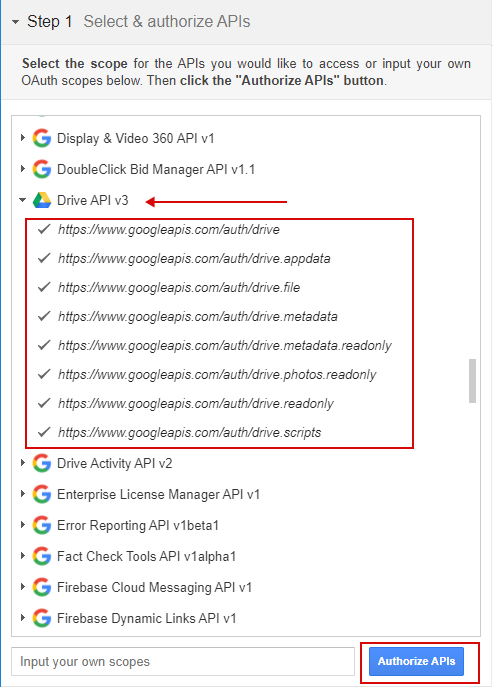 Step 1 Select & authorize APIs
Select the scope for the APIs you would like to access or input your own
OAuth scopes below. Then click the "Authorize APIs" button.
Display & Video 360 API v1
DoubleClick Bid Manager API v1.1
Drive API v3
https://www.googleapis.com/auth/drive
https://www.googleapis.com/auth/drive.appdata
https://www.googleapis.com/auth/drive.file
https://www.googleapis.com/auth/drive.metadata
https://www.googleapis.com/auth/drive.metadata.readonly
https://www.googleapis.com/auth/drive.photos.readonly
https://www.googleapis.com/auth/drive.readonly
https://www.googleapis.com/auth/drive.scripts
Drive Activity API v2
Enterprise License Manager API v1
Error Reporting API v1beta1
Fact Check Tools API v1alpha1
Firebase Cloud Messaging API v1
Firebase Dynamic Links API v1
Input your own scopes Authorize APIs